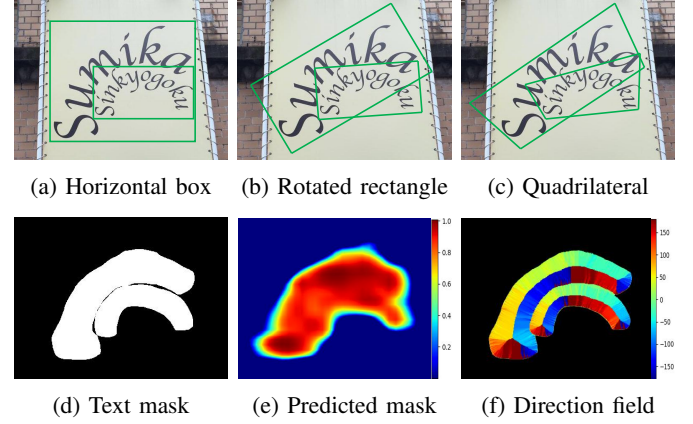 Sumika
Sinkyogoku
Sumika
Sinkyogoku
Sumika
Sinkyogoku
(a) Horizontal box
(b) Rotated rectangle
(c) Quadrilateral
1.0
0.8
0.6
0.4
0.2
150
100
50
0
−50
−100
−150
(d) Text mask
(e) Predicted mask
(f) Direction field